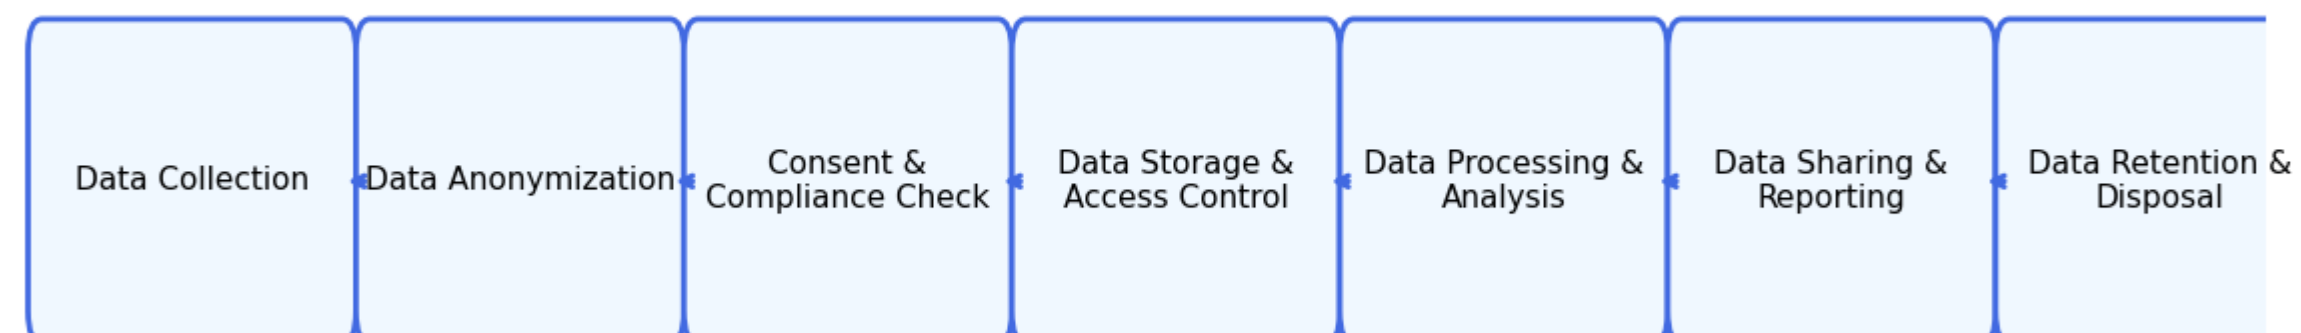 Data Collection
Data Anonymization
Consent &
Compliance Check
Data Storage &
Access Control
Data Processing &
Analysis
Data Sharing &
Reporting
Data Retention &
Disposal